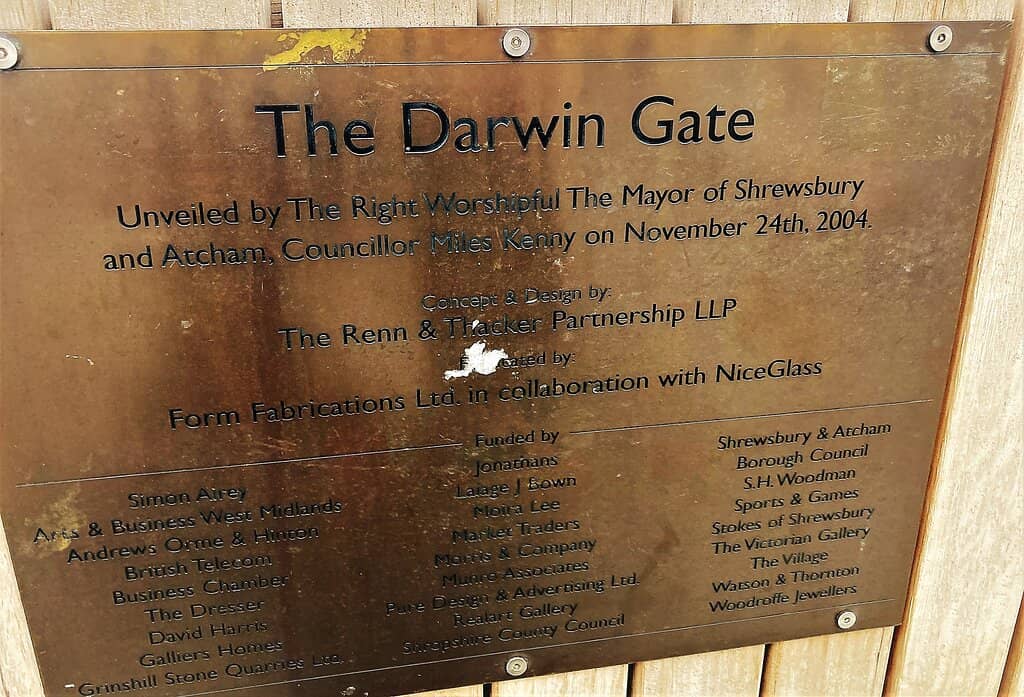 The Darwin Gate
Unveiled by The Right Worshipful The Mayor of Shrewsbury
and Atcham, Councillor Miles Kenny on November 24th, 2004.
Concept & Design by:
The Renn & Thacker Partnership LLP
by:
Form Fabrications Ltd. in collaboration with NiceGlass
Funded by
Simon Airey
Arts & Business West Midlands
Andrews Orme & Hinton
British Telecom
Business Chamber
The Dresser
David Harris
Galliers Homes
Grinshill Stone Quarries Ltd.
Jonathans
Lalage J Bown
Moira Lee
Market Traders
Morris & Company
Munro Associates
Pure Design & Advertising Ltd.
Realart Gallery
Shropshire County Council
Shrewsbury & Atcham
Borough Council
S.H. Woodman
Sports & Games
Stokes of Shrewsbury
The Victorian Gallery
The Village
Watson & Thornton
Woodroffe Jewellers